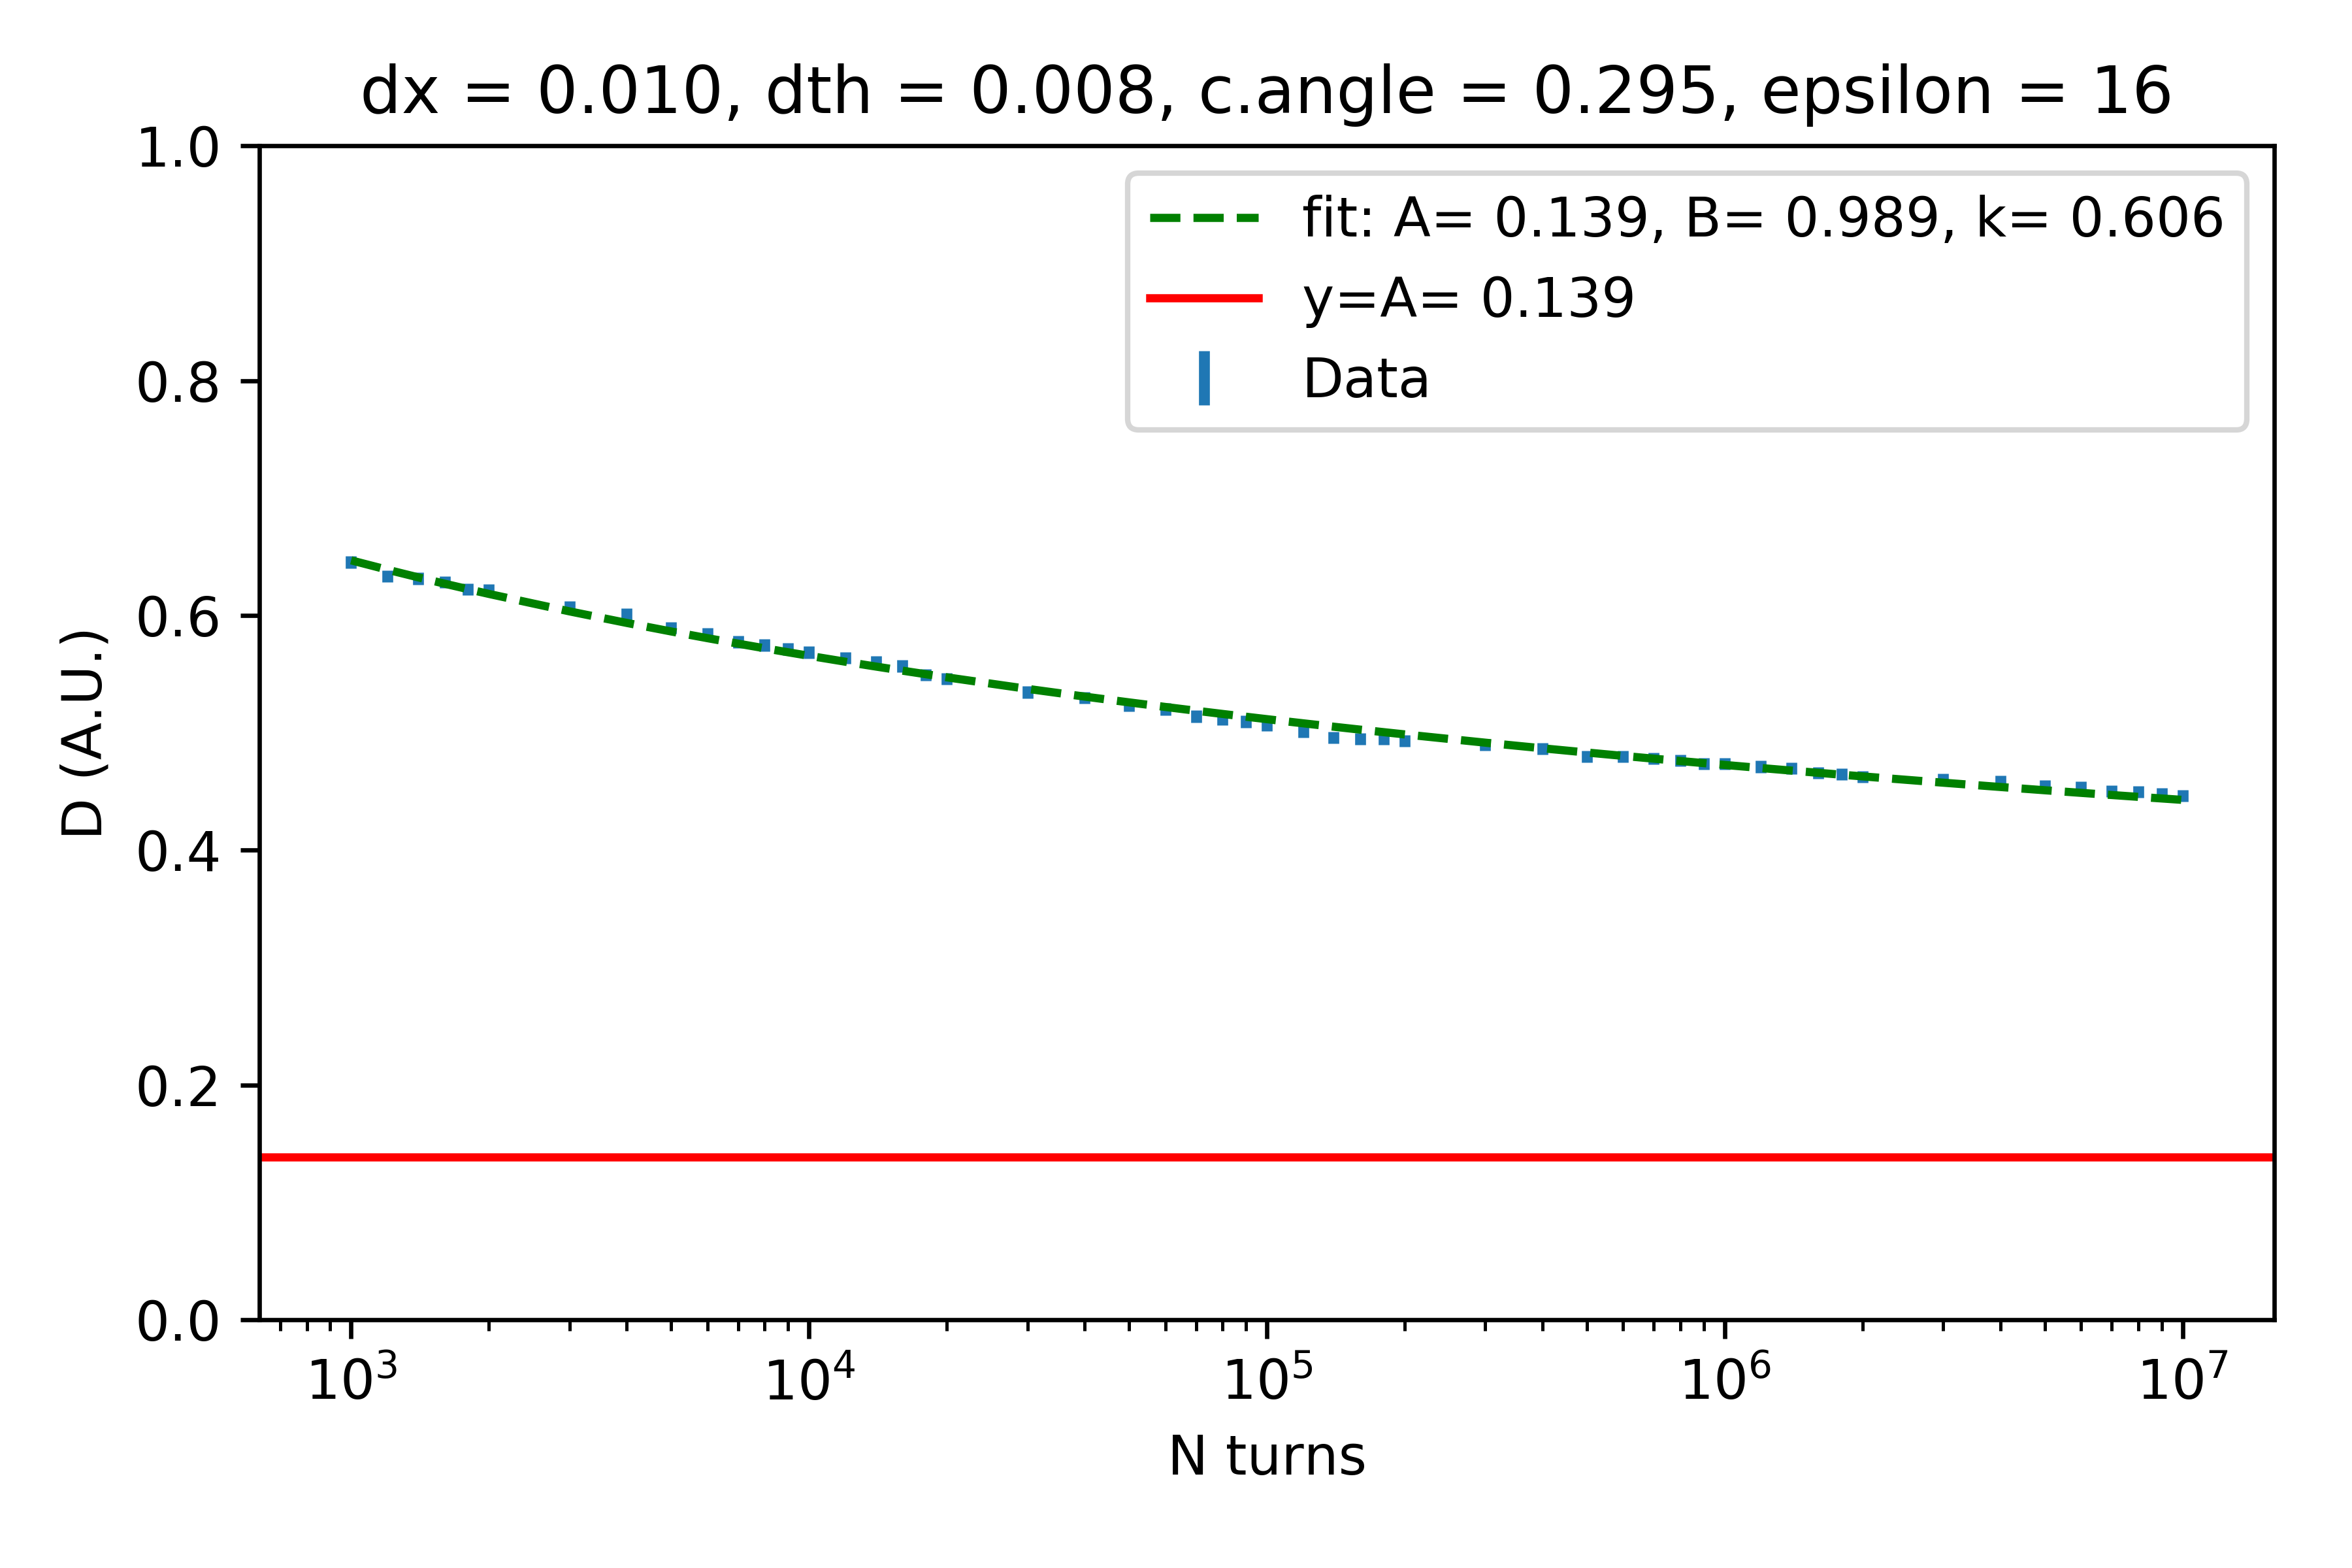 dx = 0.010, dth = 0.008, c.angle = 0.295, epsilon = 16
1.0
0.8
0.6
0.4
0.2
0.0
D (A.U.)
fit: A= 0.139, B= 0.989, k= 0.606
y=A= 0.139
Data
10³ 10⁴ 10⁵ 10⁶ 10⁷
N turns